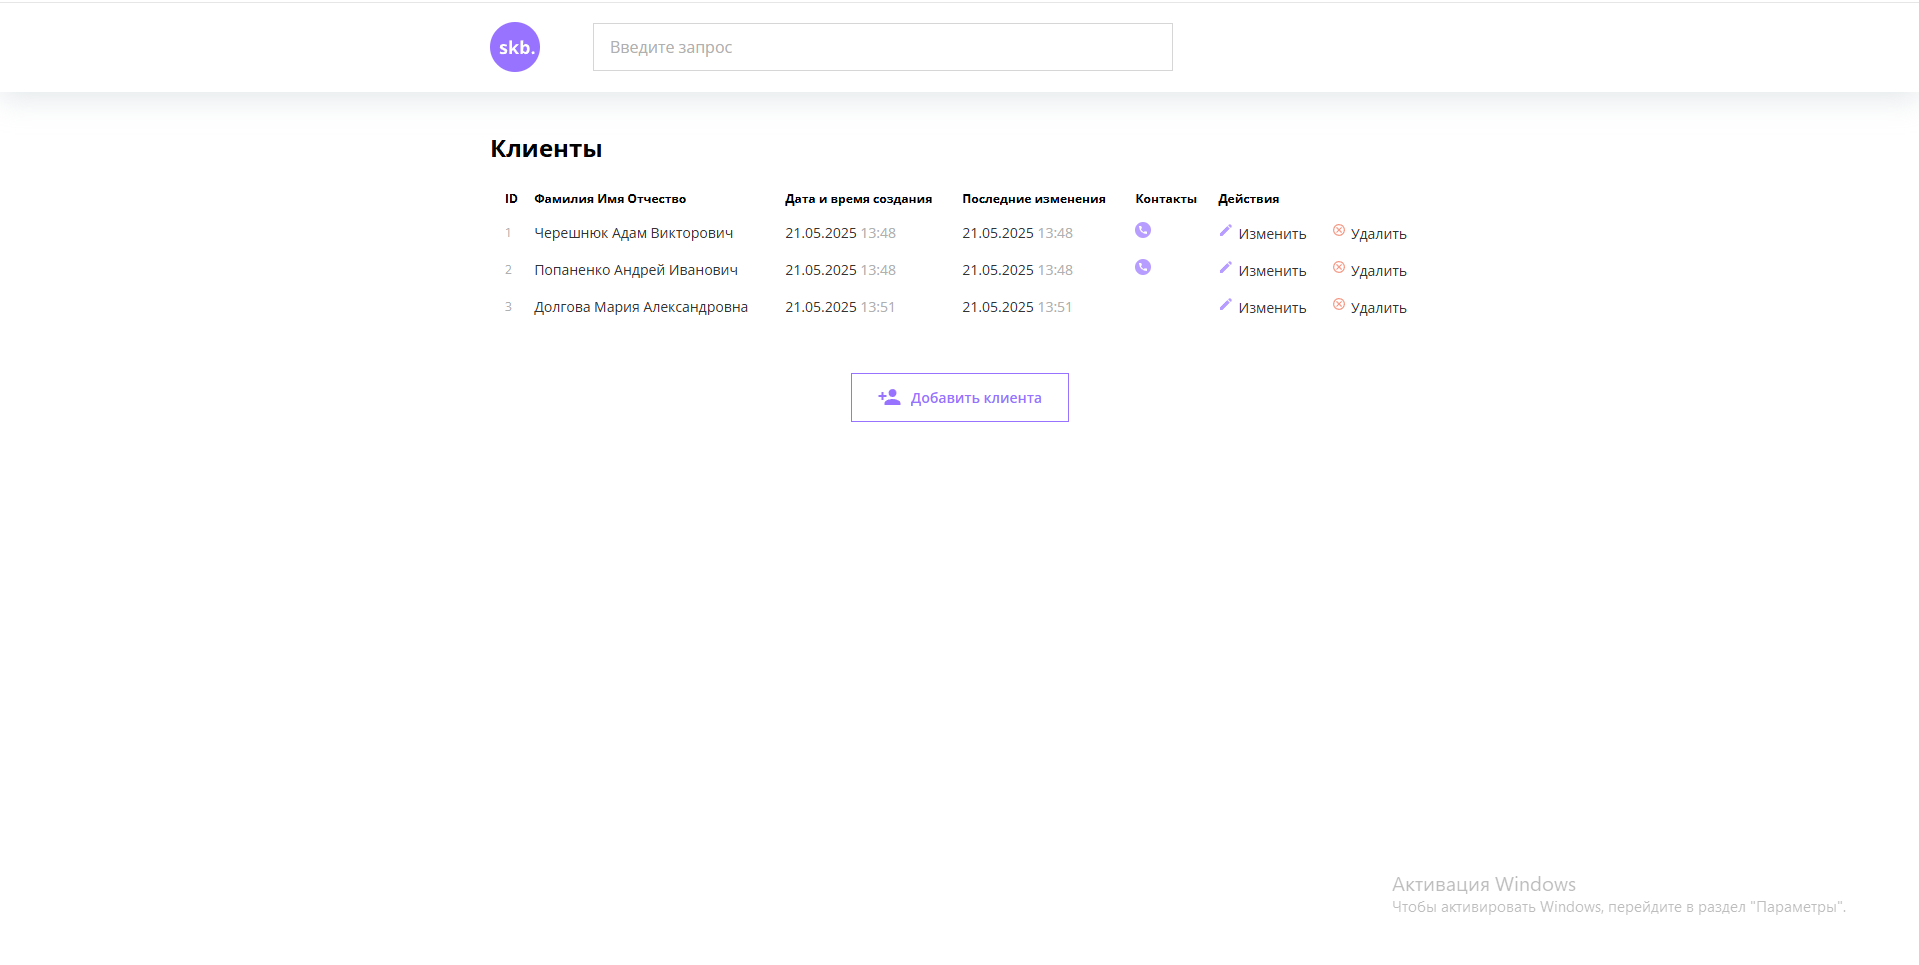 skb.
Введите запрос
Клиенты
ID Фамилия Имя Отчество Дата и время создания Последние изменения Контакты Действия
1 Черешнюк Адам Викторович 21.05.2025 13:48 21.05.2025 13:48 Изменить Удалить
2 Попаненко Андрей Иванович 21.05.2025 13:48 21.05.2025 13:48 Изменить Удалить
3 Долгова Мария Александровна 21.05.2025 13:51 21.05.2025 13:51 Изменить Удалить
Добавить клиента
Активация Windows
Чтобы активировать Windows, перейдите в раздел "Параметры".